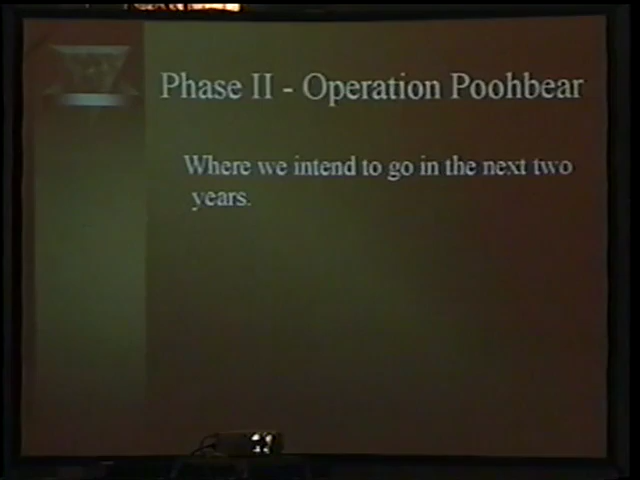 Phase II - Operation Poohbear
Where we intend to go in the next two
years.